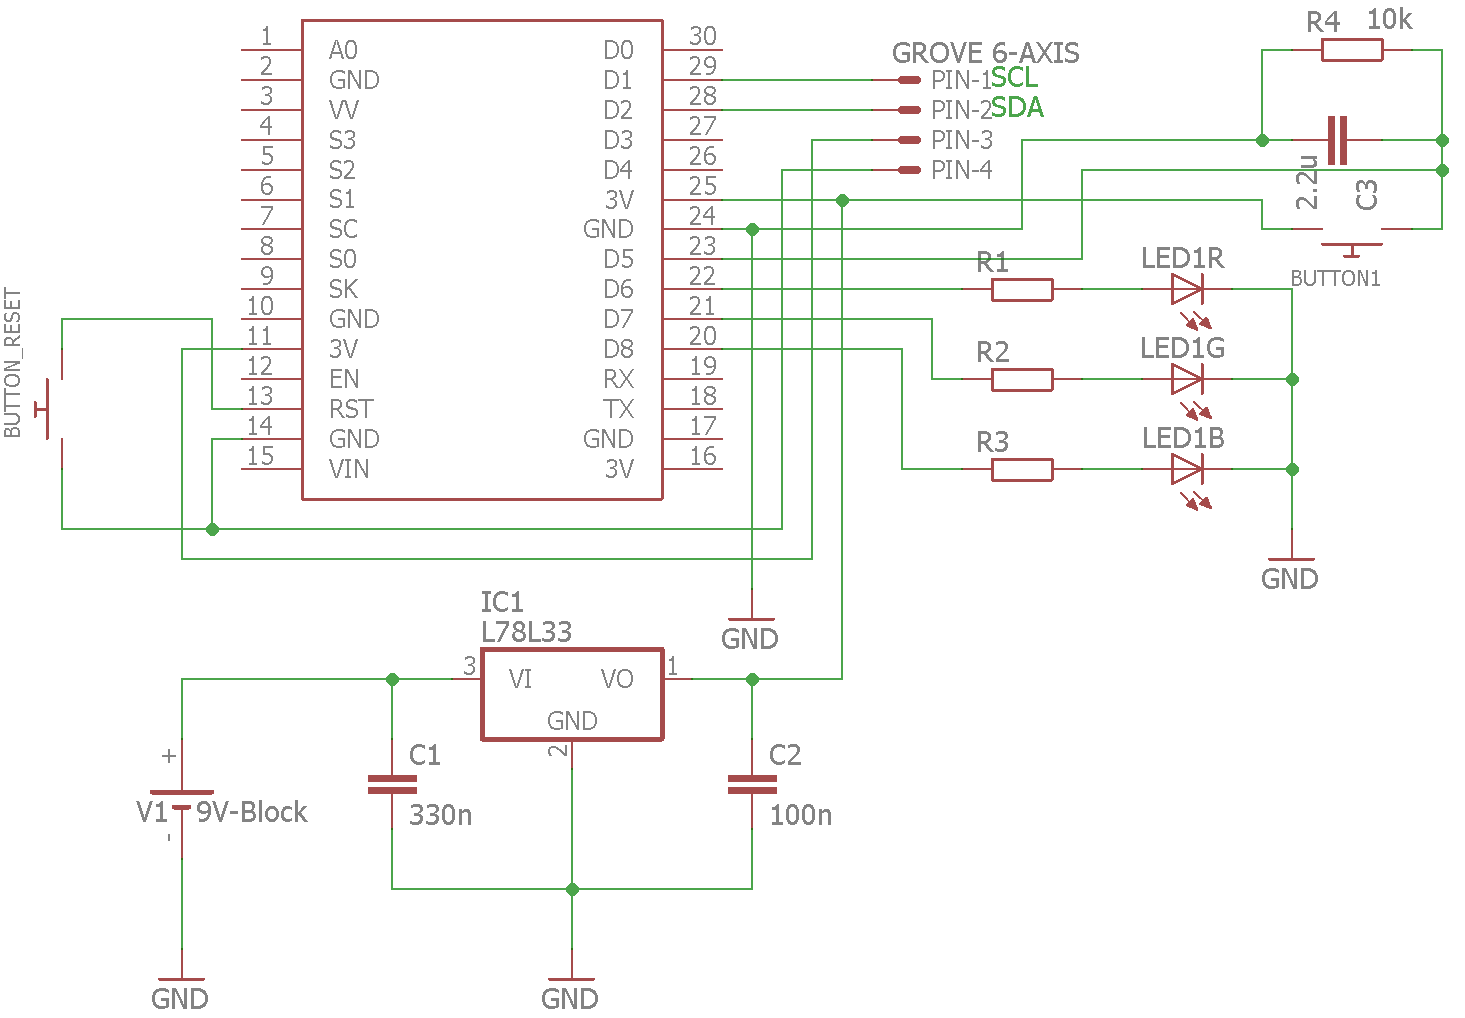 R4 10k
1 A0 D0 30
2 GND D1 29
3 VV D2 28
4 S3 D3 27
5 S2 D4 26
6 S1 3V 25
7 SC GND 24
8 S0 D5 23
9 SK D6 22
10 GND D7 21
11 3V D8 20
12 EN RX 19
13 RST TX 18
14 GND GND 17
15 VIN 3V 16
GROVE 6-AXIS
PIN-1 SCL
PIN-2 SDA
PIN-3
PIN-4
2.2u
C3
BUTTON1
R1 LED1R
R2 LED1G
R3 LED1B
GND
BUTTON_RESET
GND
IC1
L78L33
3 VI VO 1
GND
2
C1
330n
C2
100n
+
V1 9V-Block
-
GND
GND